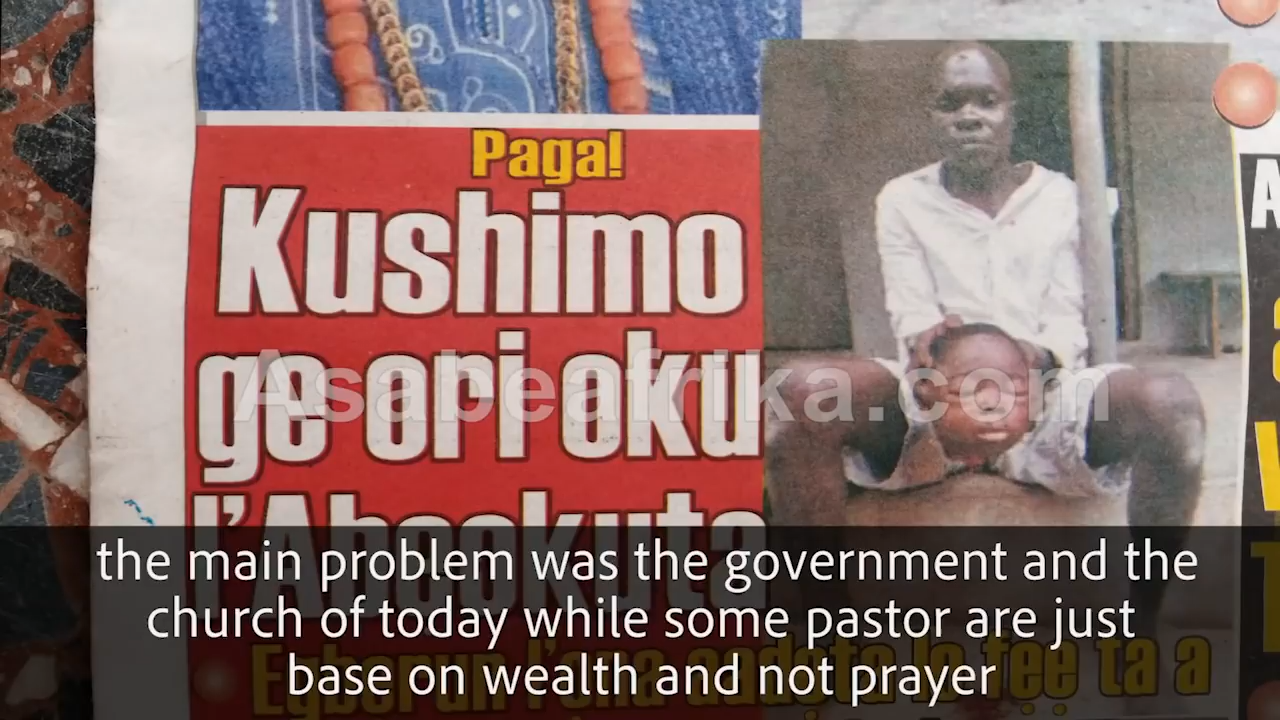 Paga!
Kushimo
ge ori oku
l'Abeokuta
Asabeafrika.com
the main problem was the government and the
church of today while some pastor are just
base on wealth and not prayer